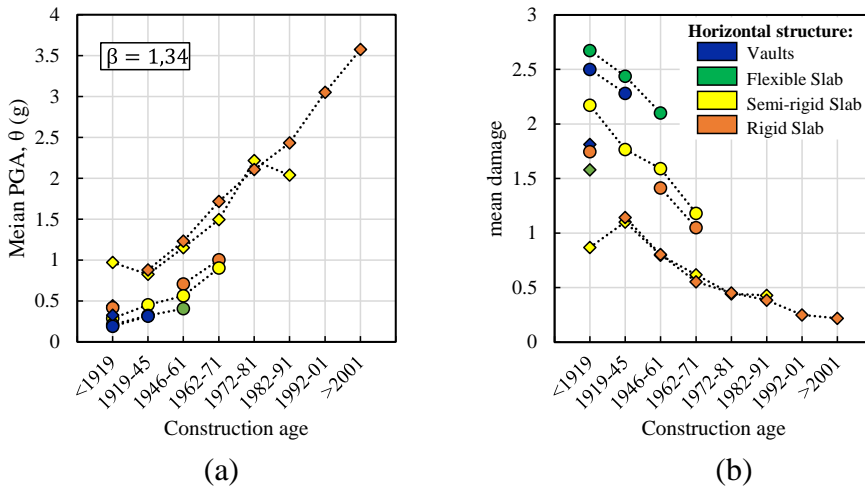 4
3.5
3
2.5
2
1.5
1
0.5
0
β = 1,34
Meian PGA, θ (g)
<1919
1919-45
1946-61
1962-71
1972-81
1982-91
1992-01
>2001
Construction age
(a)
3
2.5
2
1.5
1
0.5
0
mean damage
Horizontal structure:
Vaults
Flexible Slab
Semi-rigid Slab
Rigid Slab
<1919
1919-45
1946-61
1962-71
1972-81
1982-91
1992-01
>2001
Construction age
(b)